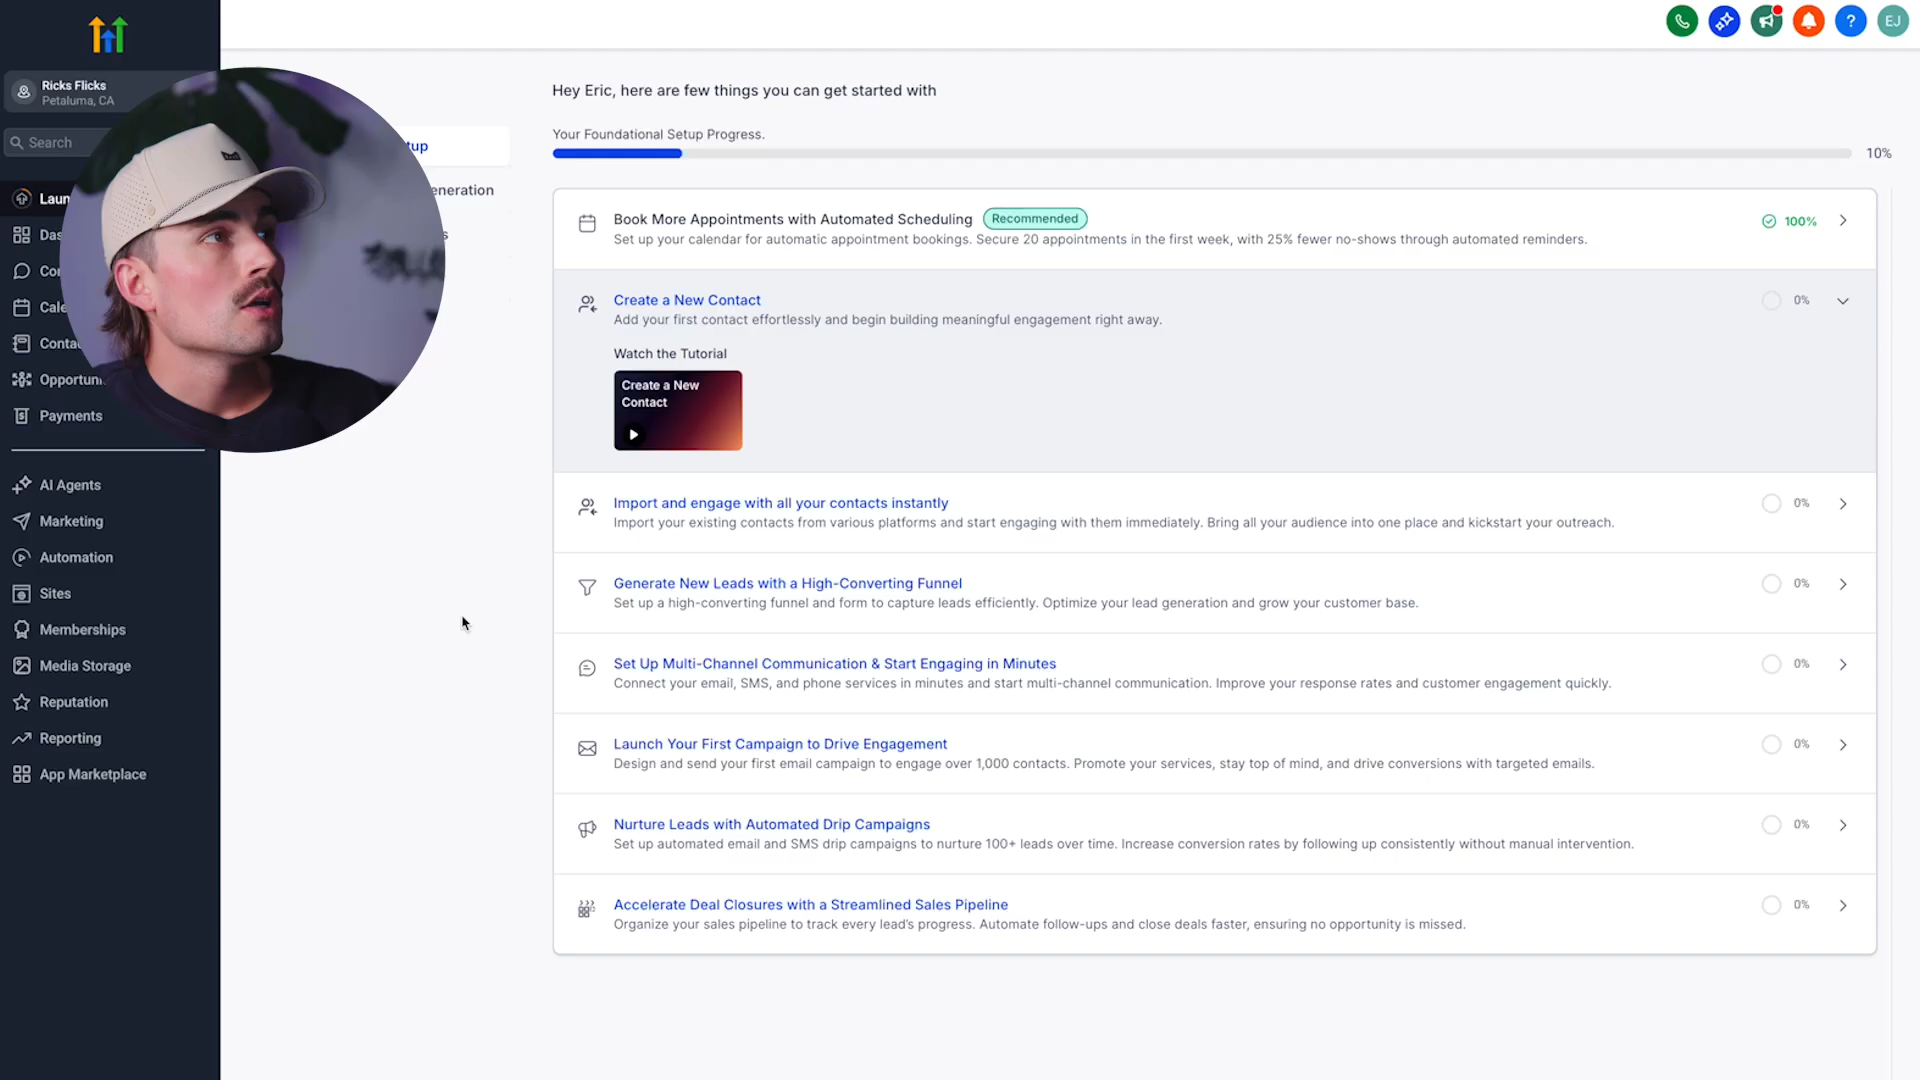 Ricks Flicks
Petaluma, CA
Search
Payments
AI Agents
Marketing
Automation
Sites
Memberships
Media Storage
Reputation
Reporting
App Marketplace
EJ
Hey Eric, here are few things you can get started with
Your Foundational Setup Progress.
10%
Book More Appointments with Automated Scheduling
Recommended
Set up your calendar for automatic appointment bookings. Secure 20 appointments in the first week, with 25% fewer no-shows through automated reminders.
100%
Create a New Contact
Add your first contact effortlessly and begin building meaningful engagement right away.
0%
Watch the Tutorial
Create a New
Contact
Import and engage with all your contacts instantly
Import your existing contacts from various platforms and start engaging with them immediately. Bring all your audience into one place and kickstart your outreach.
0%
Generate New Leads with a High-Converting Funnel
Set up a high-converting funnel and form to capture leads efficiently. Optimize your lead generation and grow your customer base.
0%
Set Up Multi-Channel Communication & Start Engaging in Minutes
Connect your email, SMS, and phone services in minutes and start multi-channel communication. Improve your response rates and customer engagement quickly.
0%
Launch Your First Campaign to Drive Engagement
Design and send your first email campaign to engage over 1,000 contacts. Promote your services, stay top of mind, and drive conversions with targeted emails.
0%
Nurture Leads with Automated Drip Campaigns
Set up automated email and SMS drip campaigns to nurture 100+ leads over time. Increase conversion rates by following up consistently without manual intervention.
0%
Accelerate Deal Closures with a Streamlined Sales Pipeline
Organize your sales pipeline to track every lead's progress. Automate follow-ups and close deals faster, ensuring no opportunity is missed.
0%